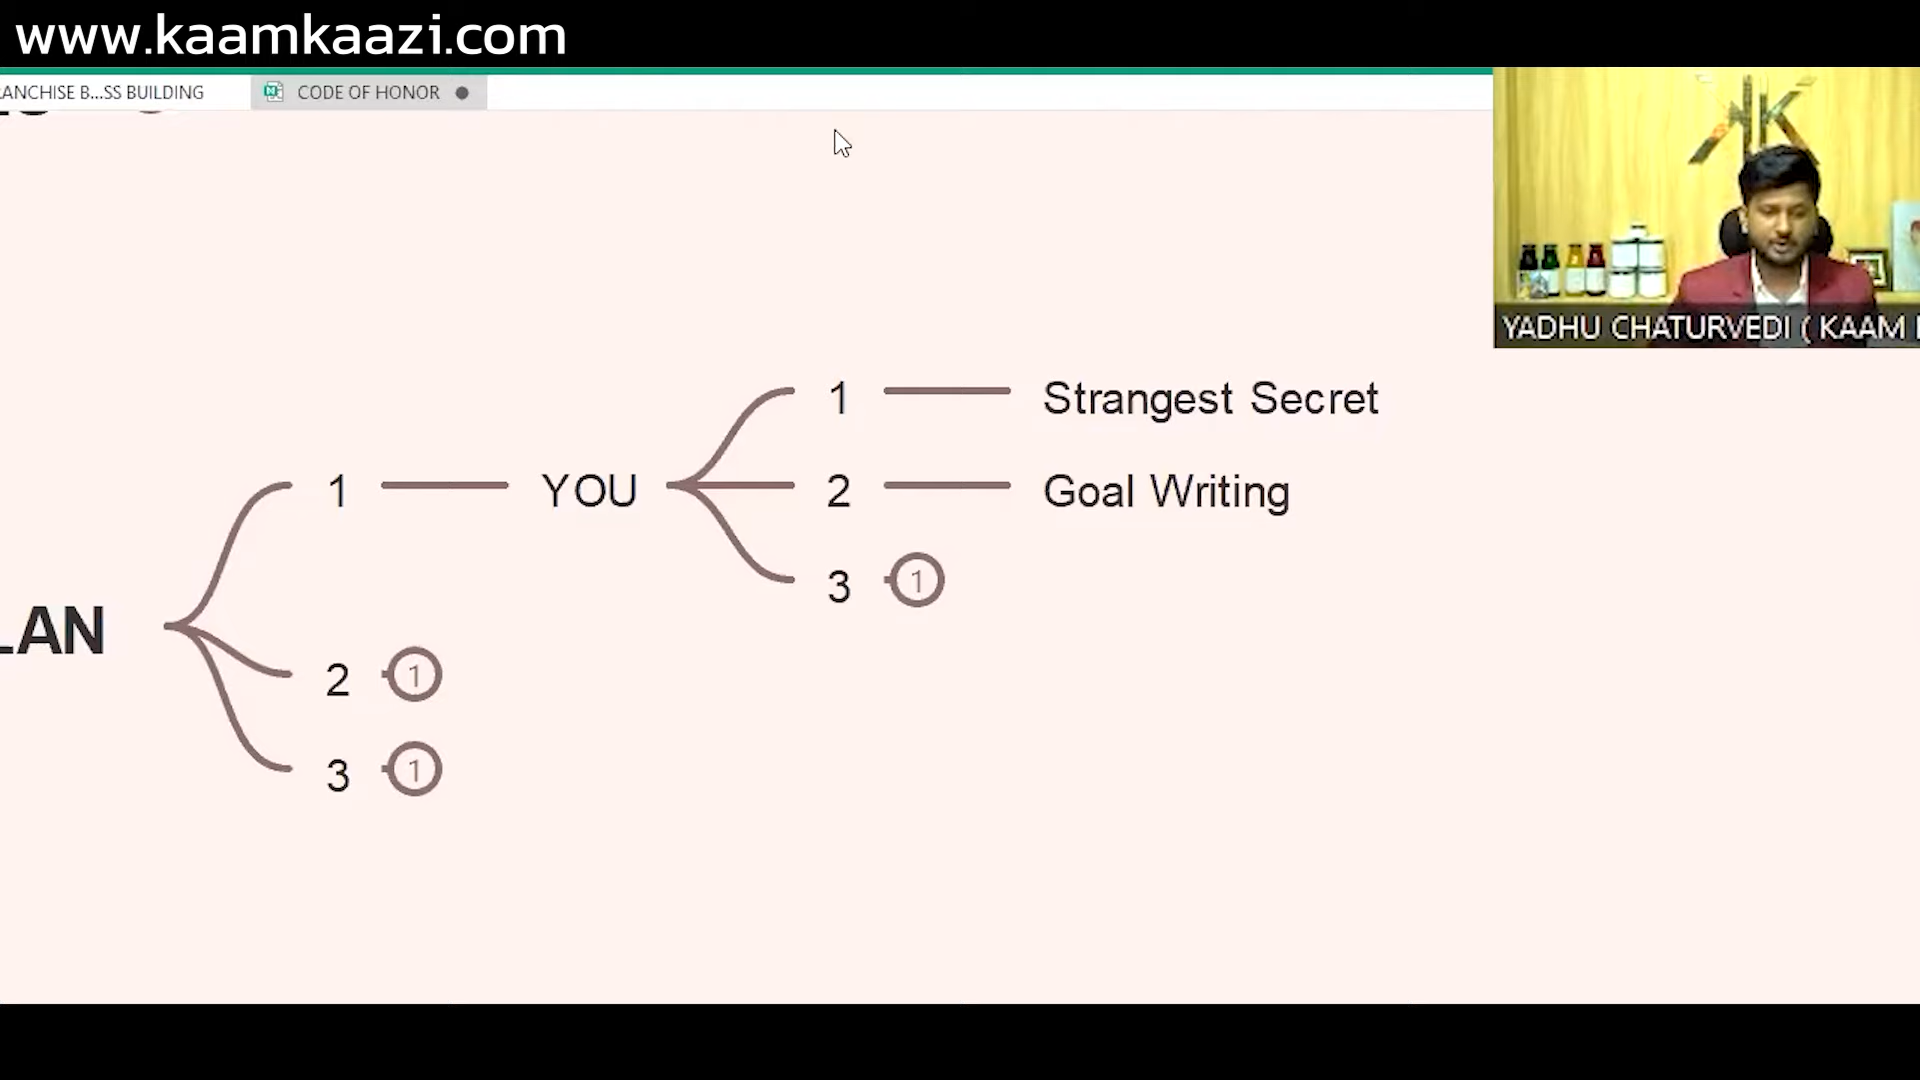 www.kaamkaazi.com
ANCHISE B...SS BUILDING
CODE OF HONOR
YADHU CHATURVEDI ( KAAM
1 Strangest Secret
1 YOU
2 Goal Writing
3 1
LAN
2 1
3 1